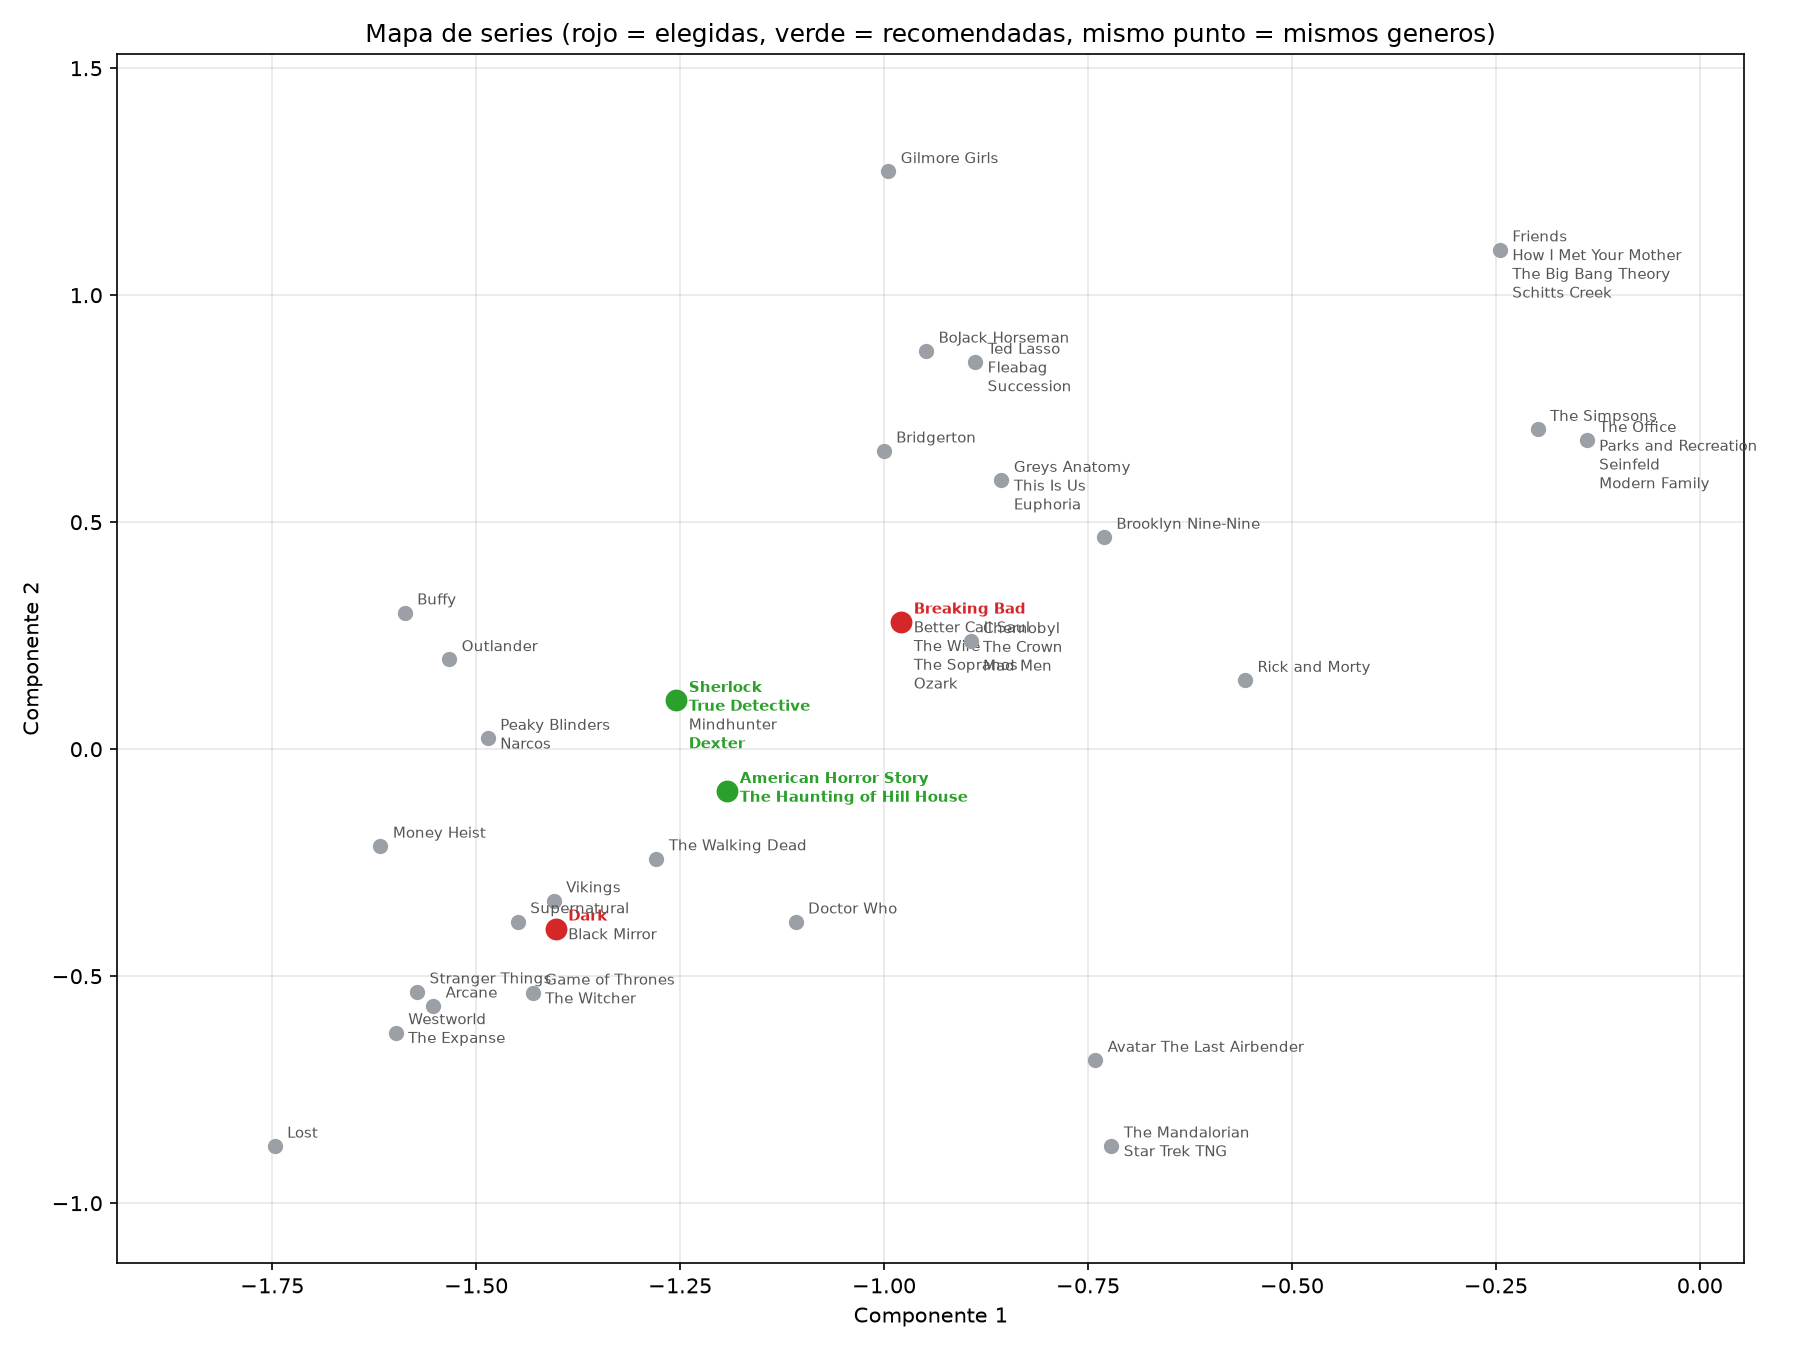 Mapa de series (rojo = elegidas, verde = recomendadas, mismo punto = mismos generos)
1.5
1.0
0.5
0.0
−0.5
−1.0
Componente 2
Gilmore Girls
Friends
How I Met Your Mother
The Big Bang Theory
Schitts Creek
BoJack Horseman
Ted Lasso
Fleabag
Succession
The Simpsons
The Office
Parks and Recreation
Seinfeld
Modern Family
Bridgerton
Greys Anatomy
This Is Us
Euphoria
Brooklyn Nine-Nine
Buffy
Outlander
Breaking Bad
Better Call Saul
The Wire
The Sopranos
Ozark
Chernobyl
The Crown
Mad Men
Rick and Morty
Sherlock
True Detective
Mindhunter
Dexter
Peaky Blinders
Narcos
American Horror Story
The Haunting of Hill House
Money Heist
The Walking Dead
Vikings
Supernatural
Dark
Black Mirror
Doctor Who
Stranger Things
Arcane
Game of Thrones
The Witcher
Westworld
The Expanse
Avatar The Last Airbender
Lost
The Mandalorian
Star Trek TNG
−1.75
−1.50
−1.25
−1.00
−0.75
−0.50
−0.25
0.00
Componente 1